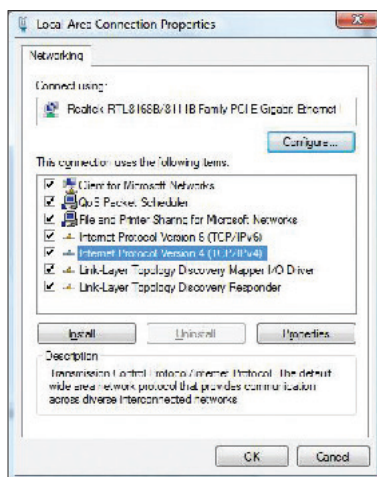 Local Area Connection Properties
Networking
Connect using:
Realtek RTL8168B/8111B Family PCI-E Gigabit Ethernet
Configure...
This connection uses the following items:
Client for Microsoft Networks
QoS Packet Scheduler
File and Printer Sharing for Microsoft Networks
Internet Protocol Version 6 (TCP/IPv6)
Internet Protocol Version 4 (TCP/IPv4)
Link-Layer Topology Discovery Mapper I/O Driver
Link-Layer Topology Discovery Responder
Install...
Uninstall
Properties
Description
Transmission Control Protocol/Internet Protocol. The default
wide area network protocol that provides communication
across diverse interconnected networks.
OK
Cancel